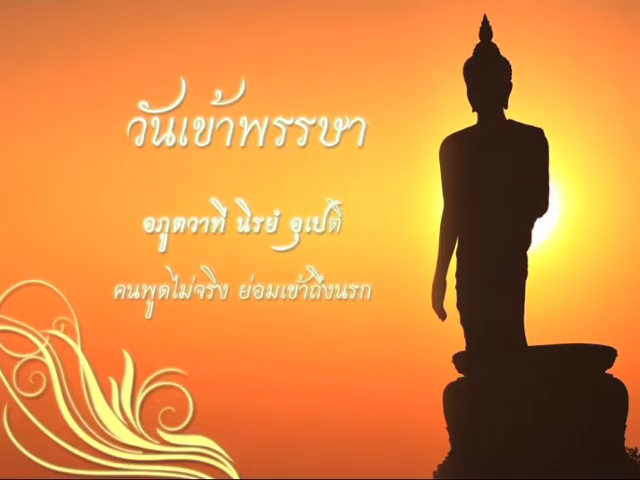 วันเข้าพรรษา
อภูตวาที นิรยํ อุเปติ
คนพูดไม่จริง ย่อมเข้าถึงนรก